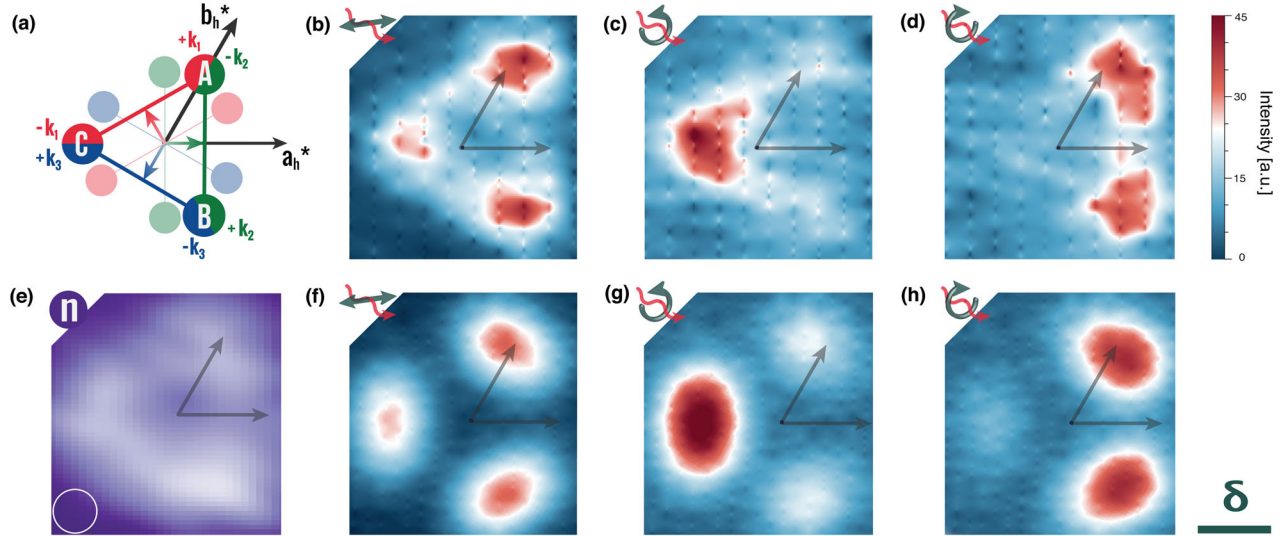 (a)
b_h*
+k₁
-k₂
A
-k₁
C
+k₃
a_h*
B
+k₂
-k₃
(b)
(c)
(d)
45
30
15
0
Intensity [a.u.]
(e)
n
(f)
(g)
(h)
δ